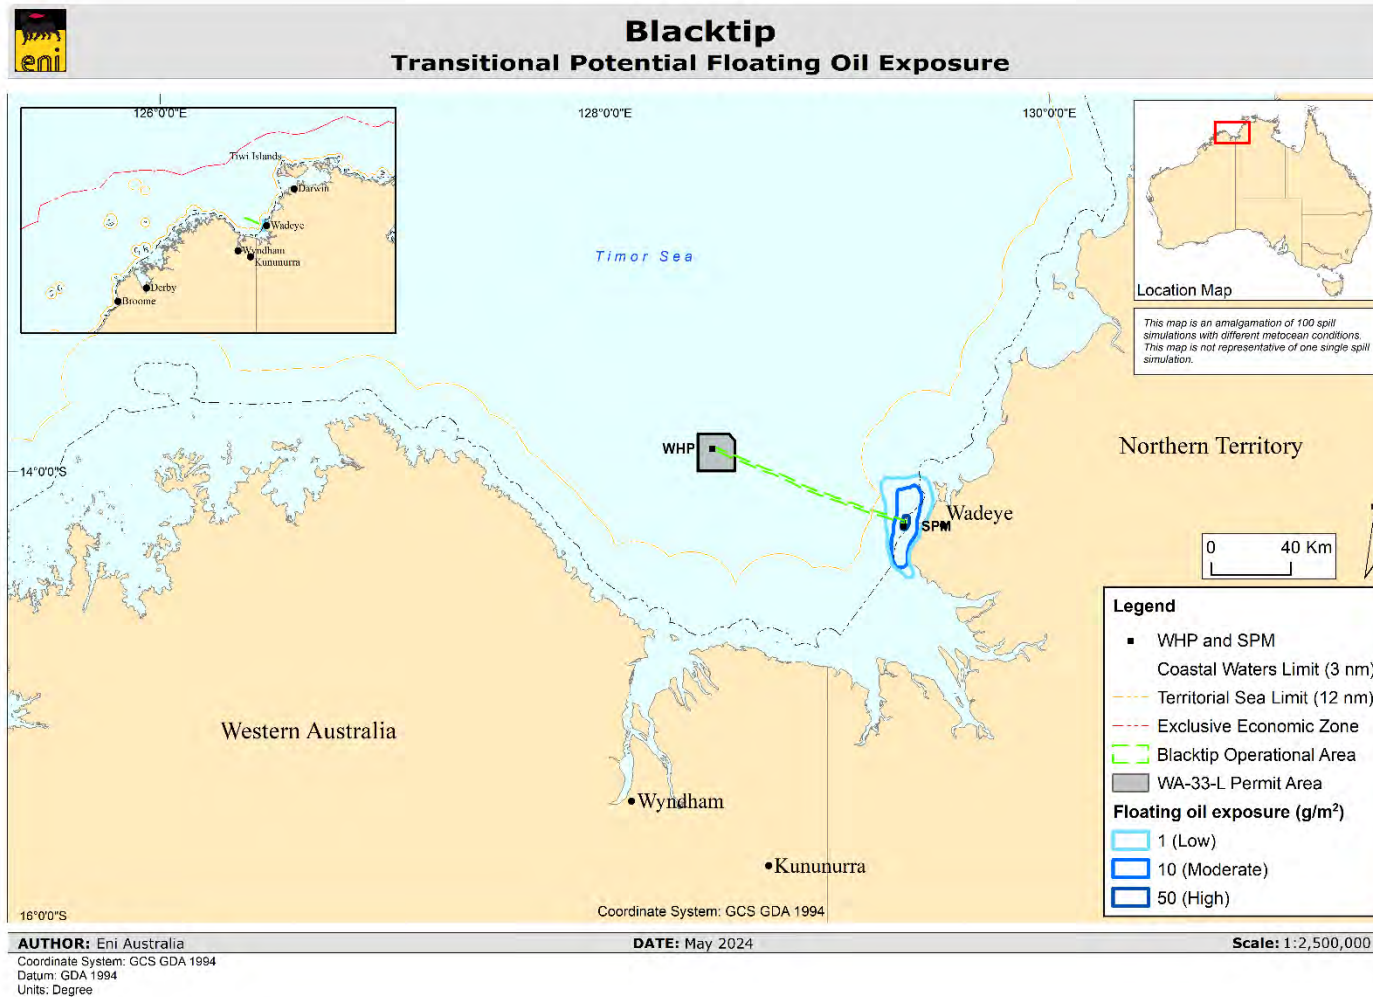 eni
Blacktip
Transitional Potential Floating Oil Exposure
126°0'0"E
128°0'0"E
130°0'0"E
Tiwi Islands
Darwin
Wadeye
Wyndham
Kununurra
Derby
Broome
Location Map
This map is an amalgamation of 100 spill
simulations with different metocean conditions.
This map is not representative of one single spill
simulation.
Timor Sea
WHP
14°0'0"S
Northern Territory
Wadeye
SPM
0 40 Km
Western Australia
Wyndham
Kununurra
16°0'0"S
Coordinate System: GCS GDA 1994
Legend
WHP and SPM
Coastal Waters Limit (3 nm)
Territorial Sea Limit (12 nm)
Exclusive Economic Zone
Blacktip Operational Area
WA-33-L Permit Area
Floating oil exposure (g/m²)
1 (Low)
10 (Moderate)
50 (High)
AUTHOR: Eni Australia
DATE: May 2024
Scale: 1:2,500,000
Coordinate System: GCS GDA 1994
Datum: GDA 1994
Units: Degree